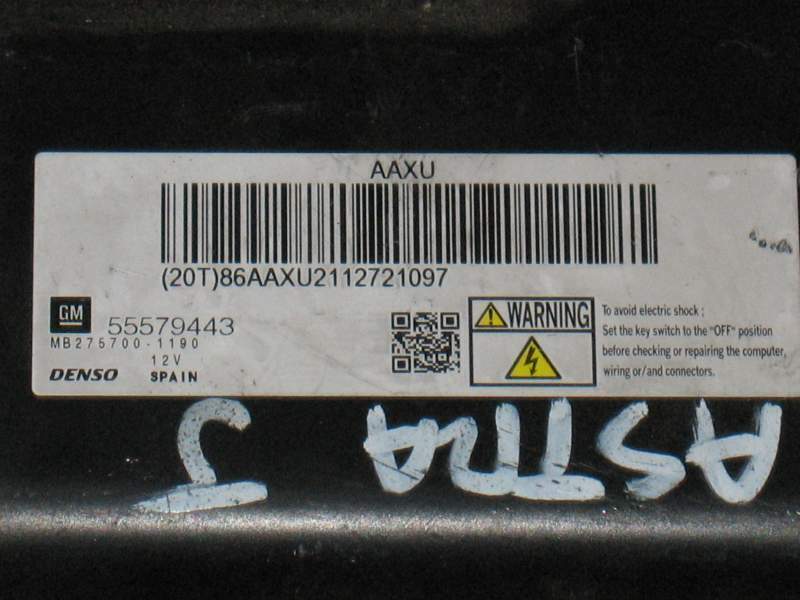 AAXU
(20T)86AAXU2112721097
GM 55579443
MB275700-1190
12V
DENSO SPAIN
WARNING
To avoid electric shock ;
Set the key switch to the "OFF" position
before checking or repairing the computer,
wiring or/and connectors.
ASTRA J